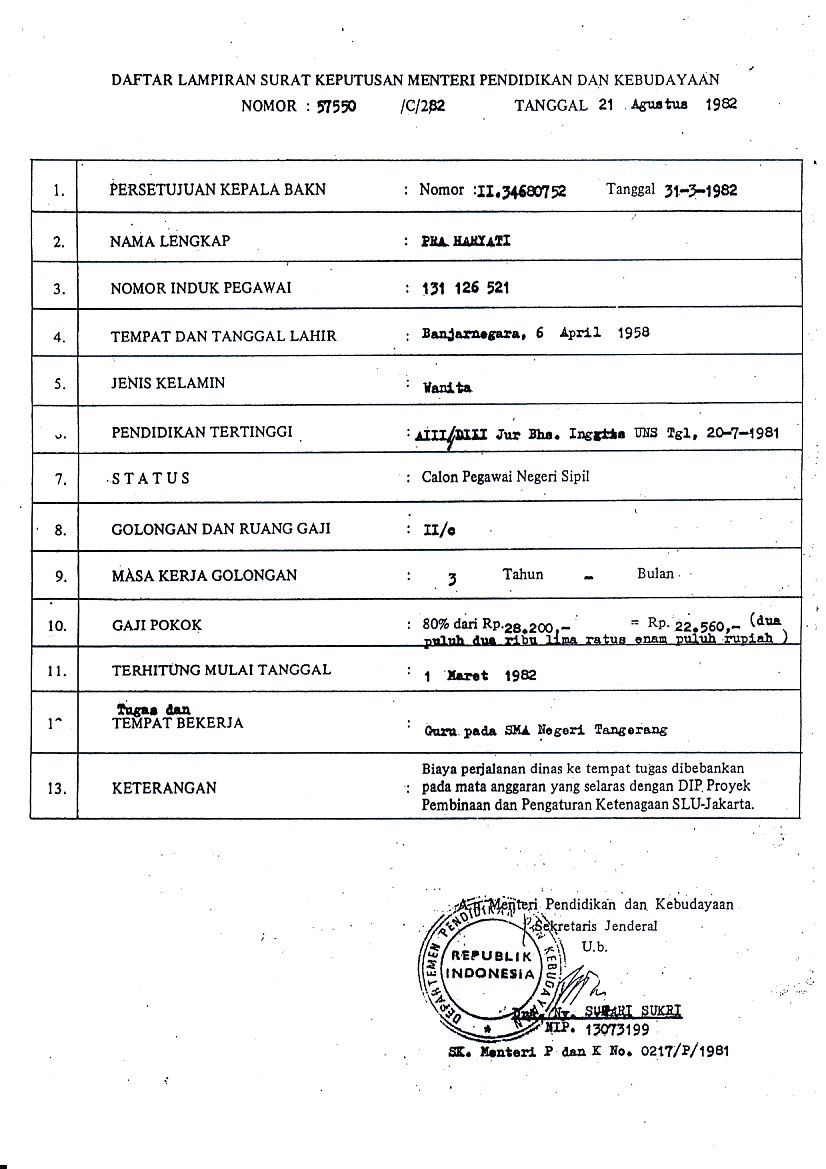 DAFTAR LAMPIRAN SURAT KEPUTUSAN MENTERI PENDIDIKAN DAN KEBUDAYAAN
NOMOR : 57550 /C/2/82 TANGGAL 21 Agustus 1982
1. PERSETUJUAN KEPALA BAKN : Nomor : II.34680752 Tanggal 31-3-1982
2. NAMA LENGKAP : PRA HARYATI
3. NOMOR INDUK PEGAWAI : 131 126 521
4. TEMPAT DAN TANGGAL LAHIR : Banjarnegara, 6 April 1958
5. JENIS KELAMIN : Wanita
PENDIDIKAN TERTINGGI : AIII/DIII Jur Bhs. Inggris UNS Tgl, 20-7-1981
7. S T A T U S : Calon Pegawai Negeri Sipil
8. GOLONGAN DAN RUANG GAJI : II/c
9. MASA KERJA GOLONGAN : 3 Tahun - Bulan
10. GAJI POKOK : 80% dari Rp.28.200,- = Rp. 22.560,- (dua
puluh dua ribu lima ratus enam puluh rupiah )
11. TERHITUNG MULAI TANGGAL : 1 Maret 1982
Tugas dan
TEMPAT BEKERJA : Guru pada SMA Negeri Tangerang
13. KETERANGAN : Biaya perjalanan dinas ke tempat tugas dibebankan
pada mata anggaran yang selaras dengan DIP. Proyek
Pembinaan dan Pengaturan Ketenagaan SLU-Jakarta.
A.n. Menteri Pendidikan dan Kebudayaan
Sekretaris Jenderal
U.b.
DEPARTEMEN PENDIDIKAN DAN KEBUDAYAAN
REPUBLIK
INDONESIA
Ny. SUKRI
NIP. 13073199
SK. Menteri P dan K No. 0217/P/1981